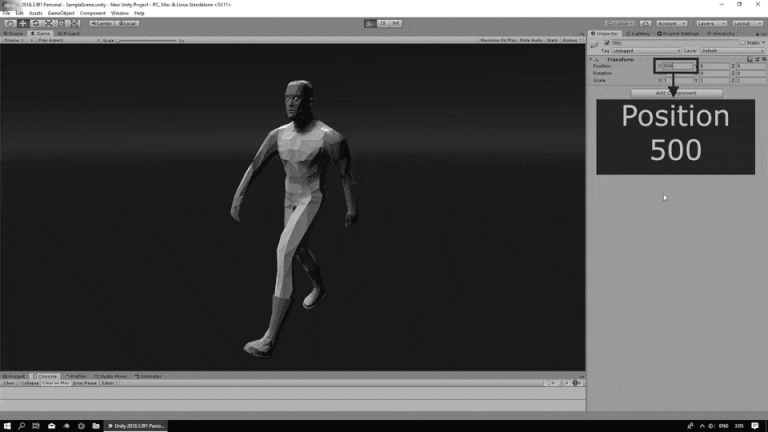 2018.3.9f1 Personal - SampleScene.unity - New Unity Project - PC, Mac & Linux Standalone <DX11>
File Edit Assets GameObject Component Window Help
Center Local Account Layers Layout
Scene Game Project Inspector Lighting Project Settings Hierarchy
Display 1 Free Aspect Scale 1x Maximize On Play Mute Audio Stats Gizmos
Obj Static
Tag Untagged Layer Default
Transform
Position X 500 Y 0 Z 0
Rotation X 0 Y 0 Z 0
Scale X 1 Y 1 Z 1
Add Component
Position
500
Project Console Profiler Audio Mixer Animator
Clear Collapse Clear on Play Error Pause Editor
Unity 2018.3.9f1 Perso...
ENG 3:05